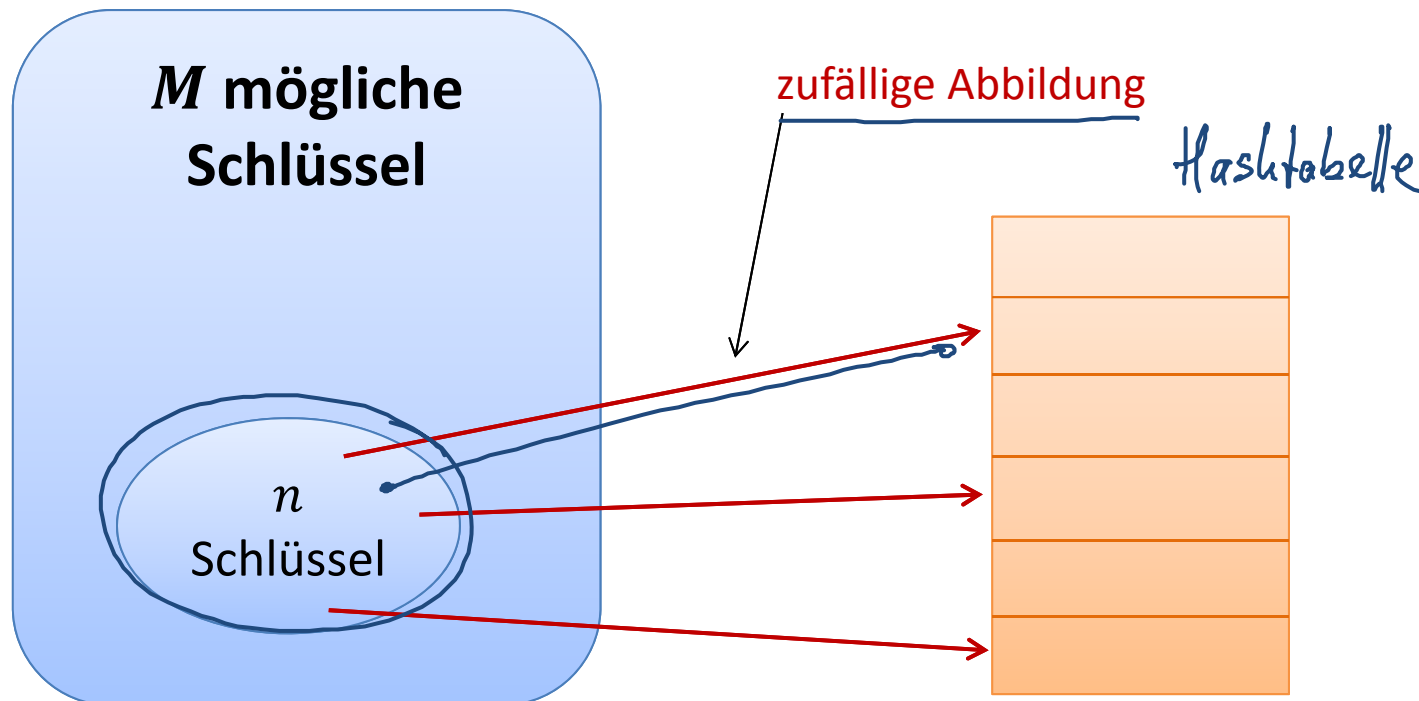 M mögliche
Schlüssel
zufällige Abbildung
Hashtabelle
n
Schlüssel